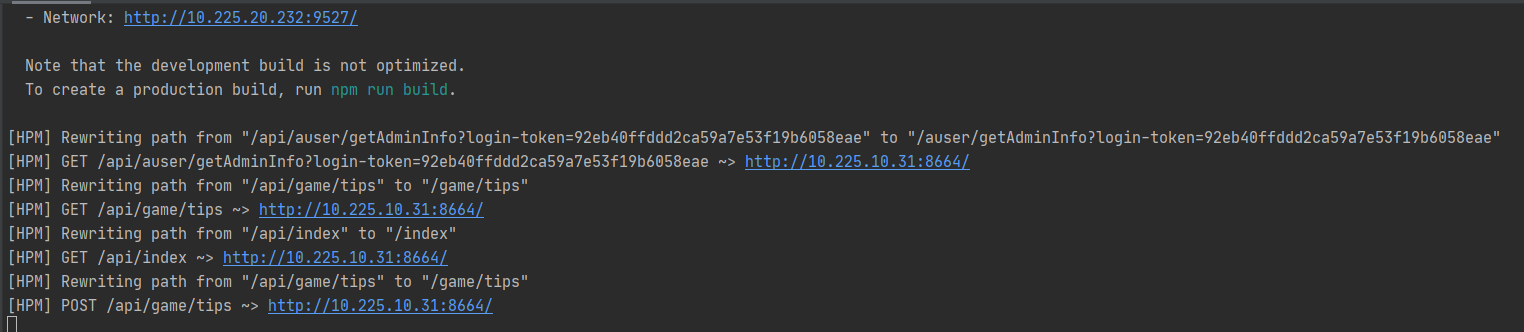 - Network: http://10.225.20.232:9527/
Note that the development build is not optimized.
To create a production build, run npm run build.
[HPM] Rewriting path from "/api/auser/getAdminInfo?login-token=92eb40ffddd2ca59a7e53f19b6058eae" to "/auser/getAdminInfo?login-token=92eb40ffddd2ca59a7e53f19b6058eae"
[HPM] GET /api/auser/getAdminInfo?login-token=92eb40ffddd2ca59a7e53f19b6058eae ~> http://10.225.10.31:8664/
[HPM] Rewriting path from "/api/game/tips" to "/game/tips"
[HPM] GET /api/game/tips ~> http://10.225.10.31:8664/
[HPM] Rewriting path from "/api/index" to "/index"
[HPM] GET /api/index ~> http://10.225.10.31:8664/
[HPM] Rewriting path from "/api/game/tips" to "/game/tips"
[HPM] POST /api/game/tips ~> http://10.225.10.31:8664/